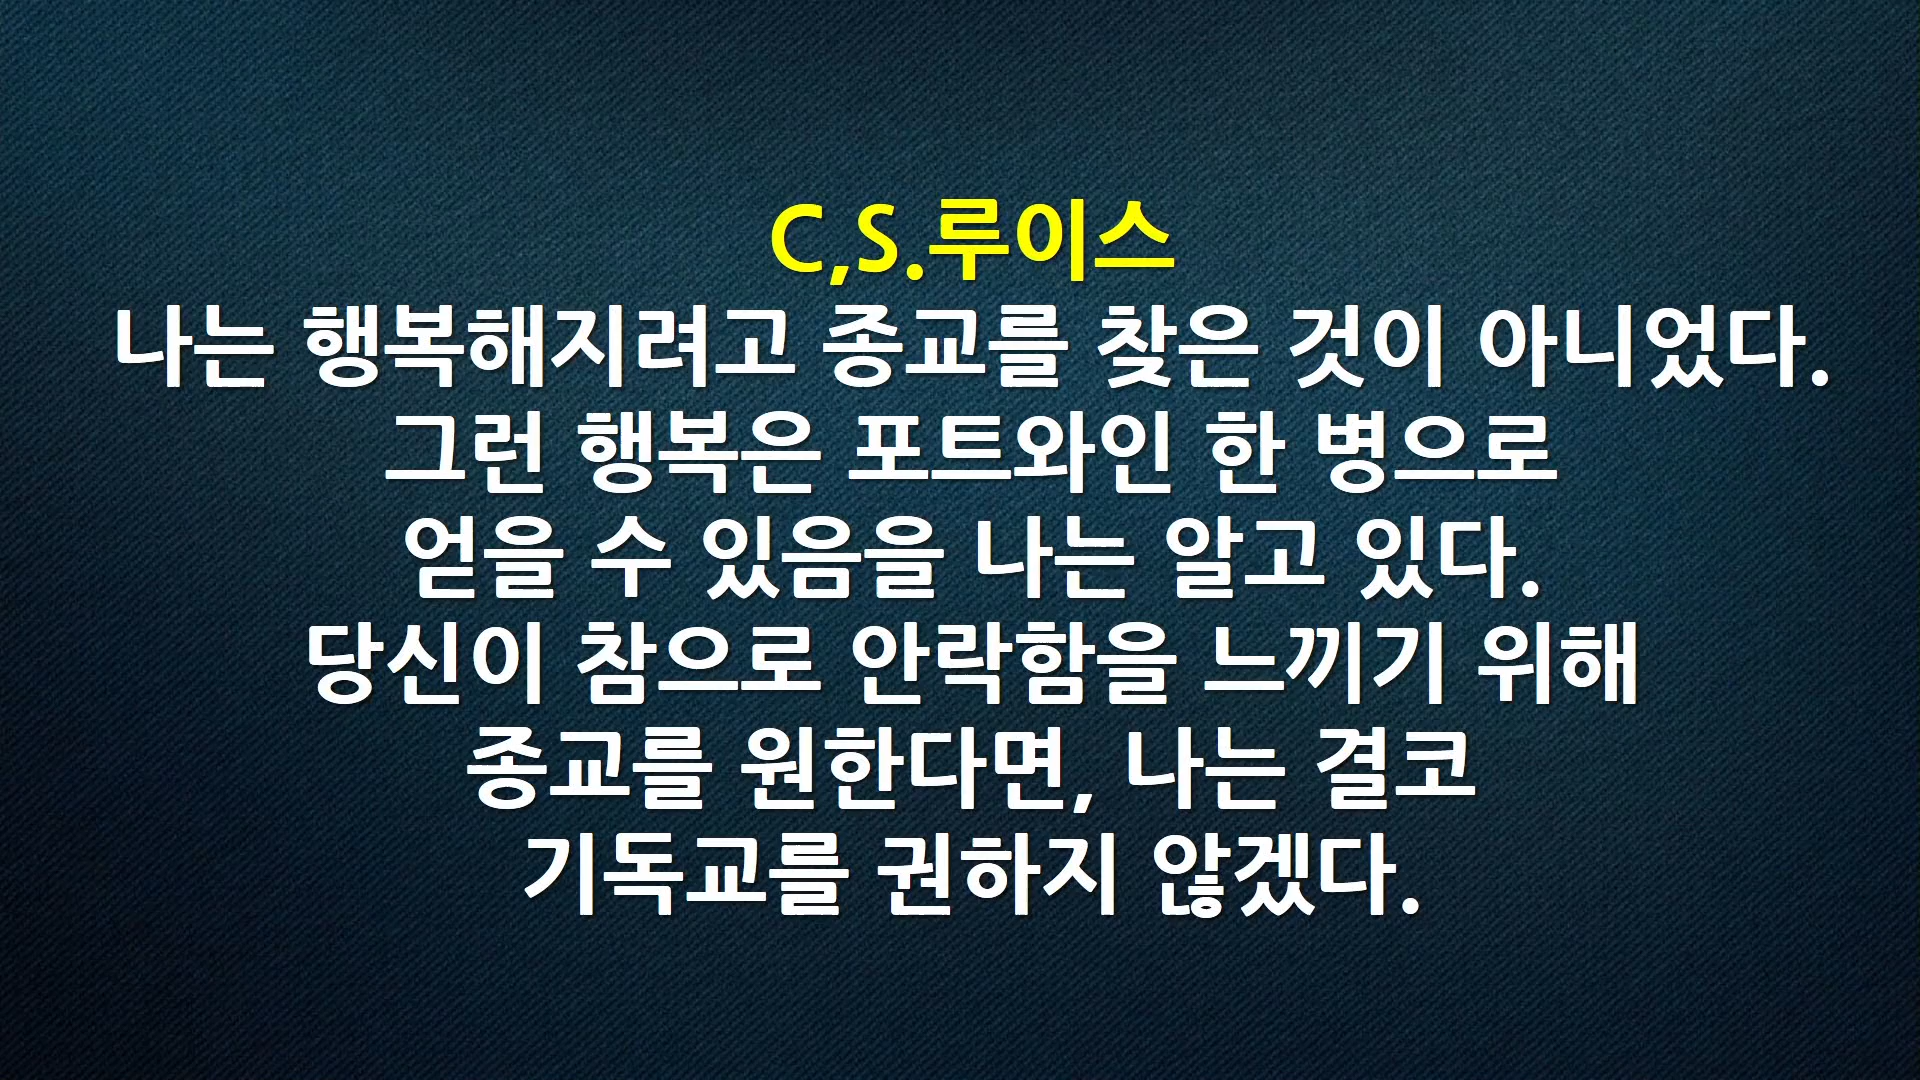 C,S.루이스
나는 행복해지려고 종교를 찾은 것이 아니었다.
그런 행복은 포트와인 한 병으로
얻을 수 있음을 나는 알고 있다.
당신이 참으로 안락함을 느끼기 위해
종교를 원한다면, 나는 결코
기독교를 권하지 않겠다.